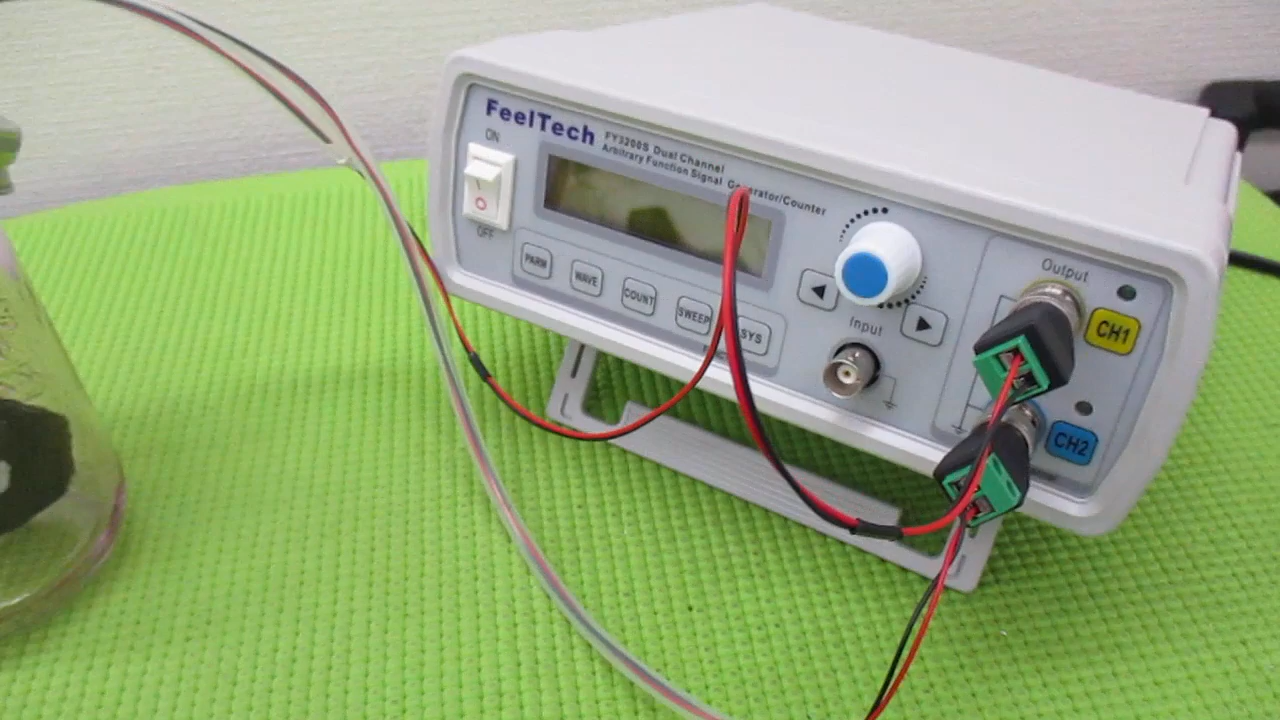 FeelTech
FY3200S Dual Channel
Arbitrary Function Signal Generator/Counter
ON
OFF
PARM
WAVE
COUNT
SWEEP
SYS
Input
Output
CH1
CH2